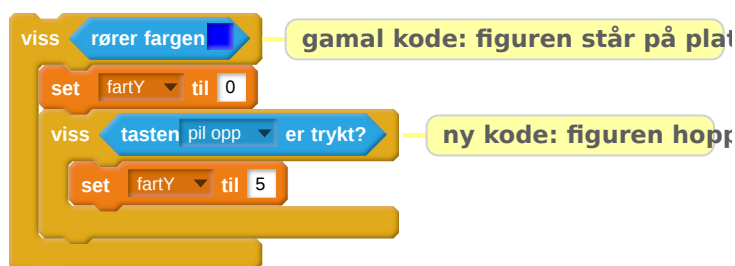 viss rører fargen gamal kode: figuren står på plat
set fartY til 0
viss tasten pil opp er trykt? ny kode: figuren hopp
set fartY til 5